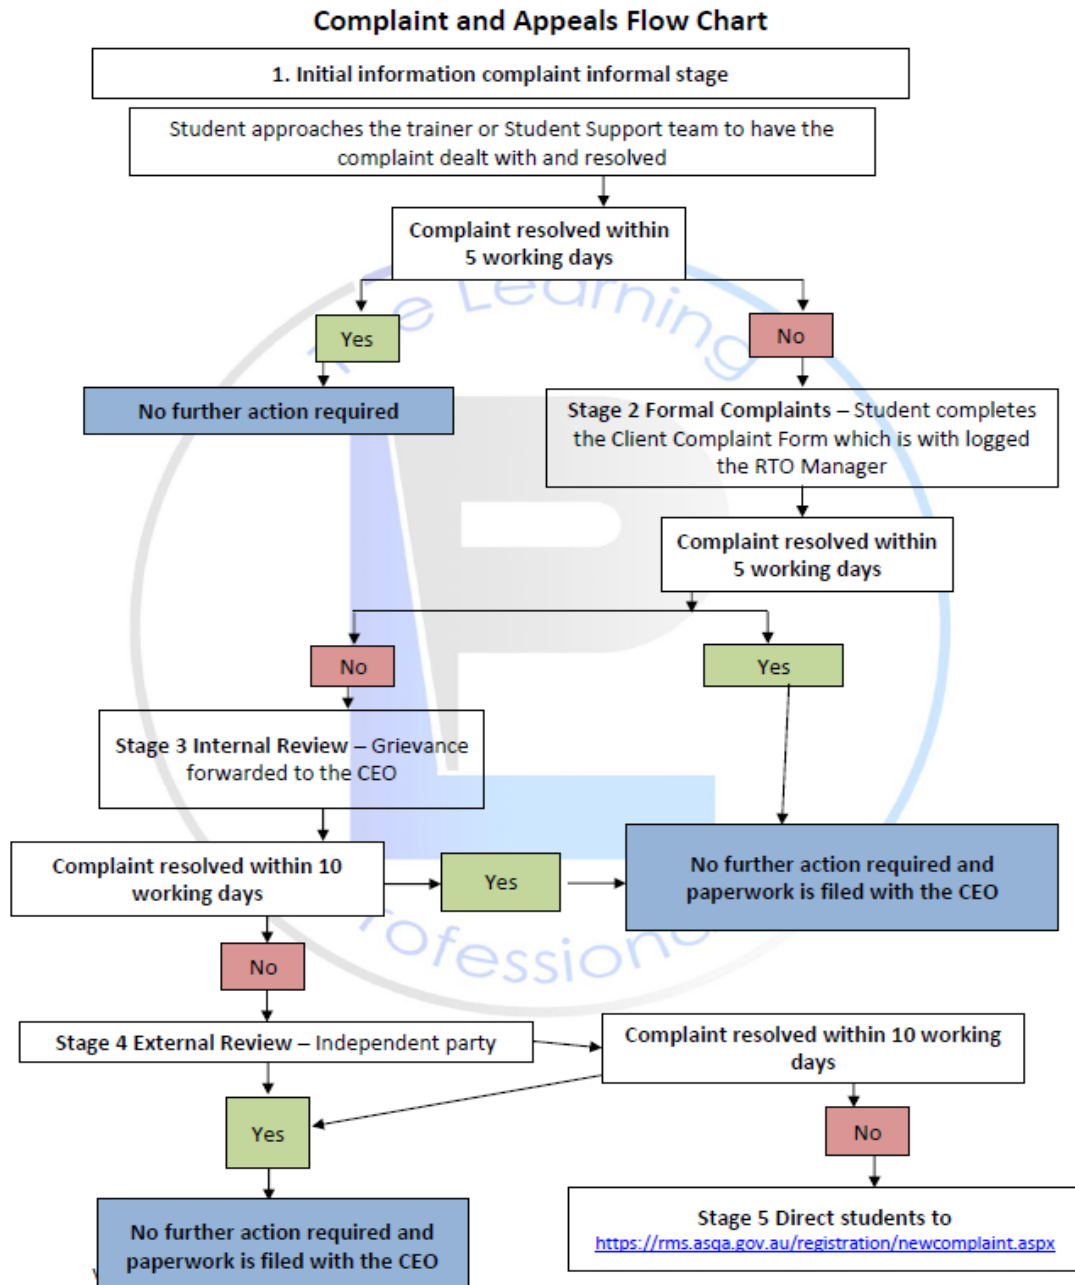 Complaint and Appeals Flow Chart
1. Initial information complaint informal stage
Student approaches the trainer or Student Support team to have the
complaint dealt with and resolved
Complaint resolved within
5 working days
Yes
No
No further action required
Stage 2 Formal Complaints – Student completes
the Client Complaint Form which is with logged
the RTO Manager
Complaint resolved within
5 working days
No
Yes
Stage 3 Internal Review – Grievance
forwarded to the CEO
Complaint resolved within 10
working days
Yes
No further action required and
paperwork is filed with the CEO
No
Stage 4 External Review – Independent party
Complaint resolved within 10 working
days
Yes
No
No further action required and
paperwork is filed with the CEO
Stage 5 Direct students to
https://rms.asqa.gov.au/registration/newcomplaint.aspx
Learning